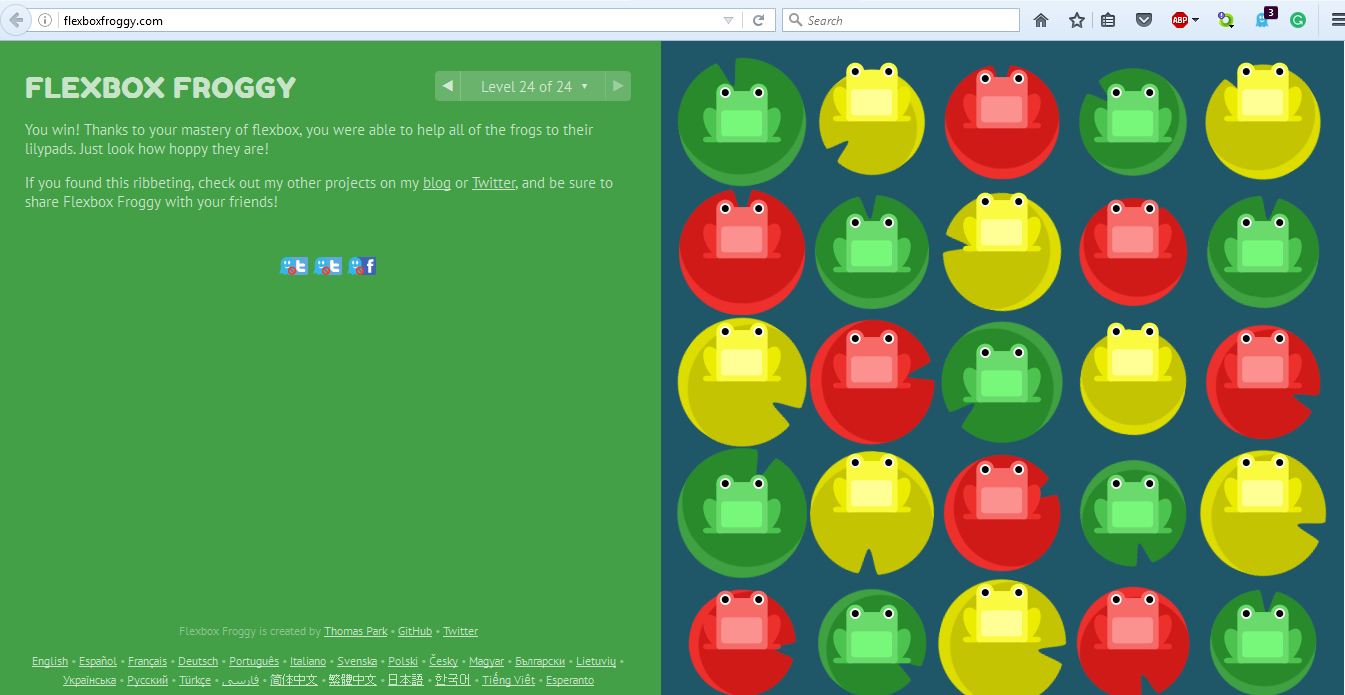 flexboxfroggy.com
Search
ABP
3
FLEXBOX FROGGY
Level 24 of 24
You win! Thanks to your mastery of flexbox, you were able to help all of the frogs to their
lilypads. Just look how hoppy they are!
If you found this ribbeting, check out my other projects on my blog or Twitter, and be sure to
share Flexbox Froggy with your friends!
Flexbox Froggy is created by Thomas Park • GitHub • Twitter
English • Español • Français • Deutsch • Português • Italiano • Svenska • Polski • Česky • Magyar • Български • Lietuvių •
Українська • Русский • Türkçe • فارسی • 简体中文 • 繁體中文 • 日本語 • 한국어 • Tiếng Việt • Esperanto